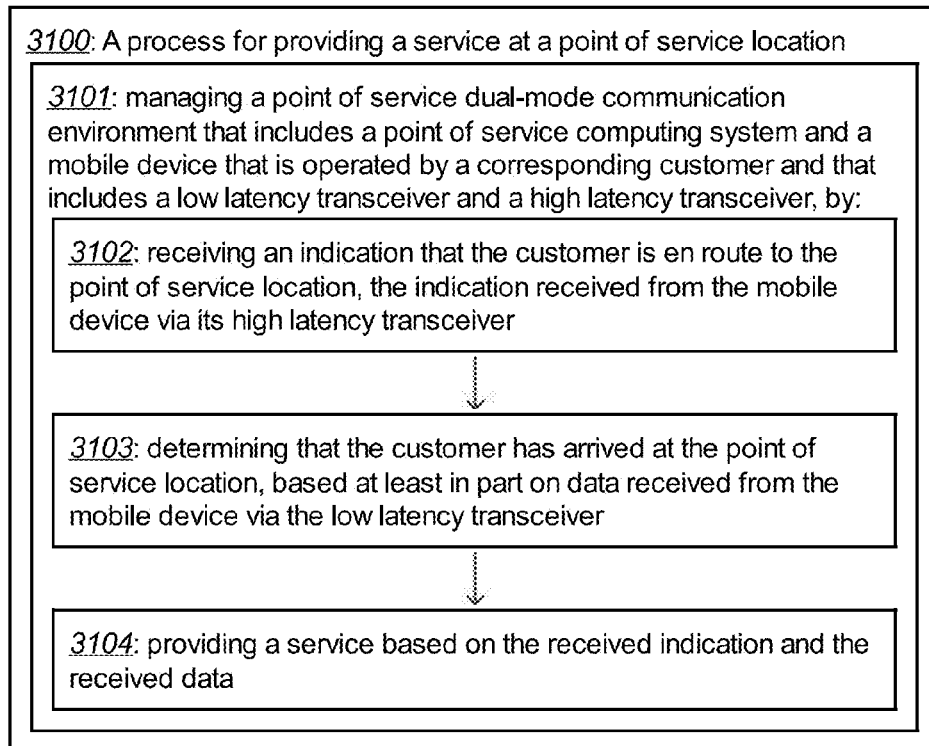 3100: A process for providing a service at a point of service location
3101: managing a point of service dual-mode communication
environment that includes a point of service computing system and a
mobile device that is operated by a corresponding customer and that
includes a low latency transceiver and a high latency transceiver, by:
3102: receiving an indication that the customer is en route to the
point of service location, the indication received from the mobile
device via its high latency transceiver
3103: determining that the customer has arrived at the point of
service location, based at least in part on data received from the
mobile device via the low latency transceiver
3104: providing a service based on the received indication and the
received data